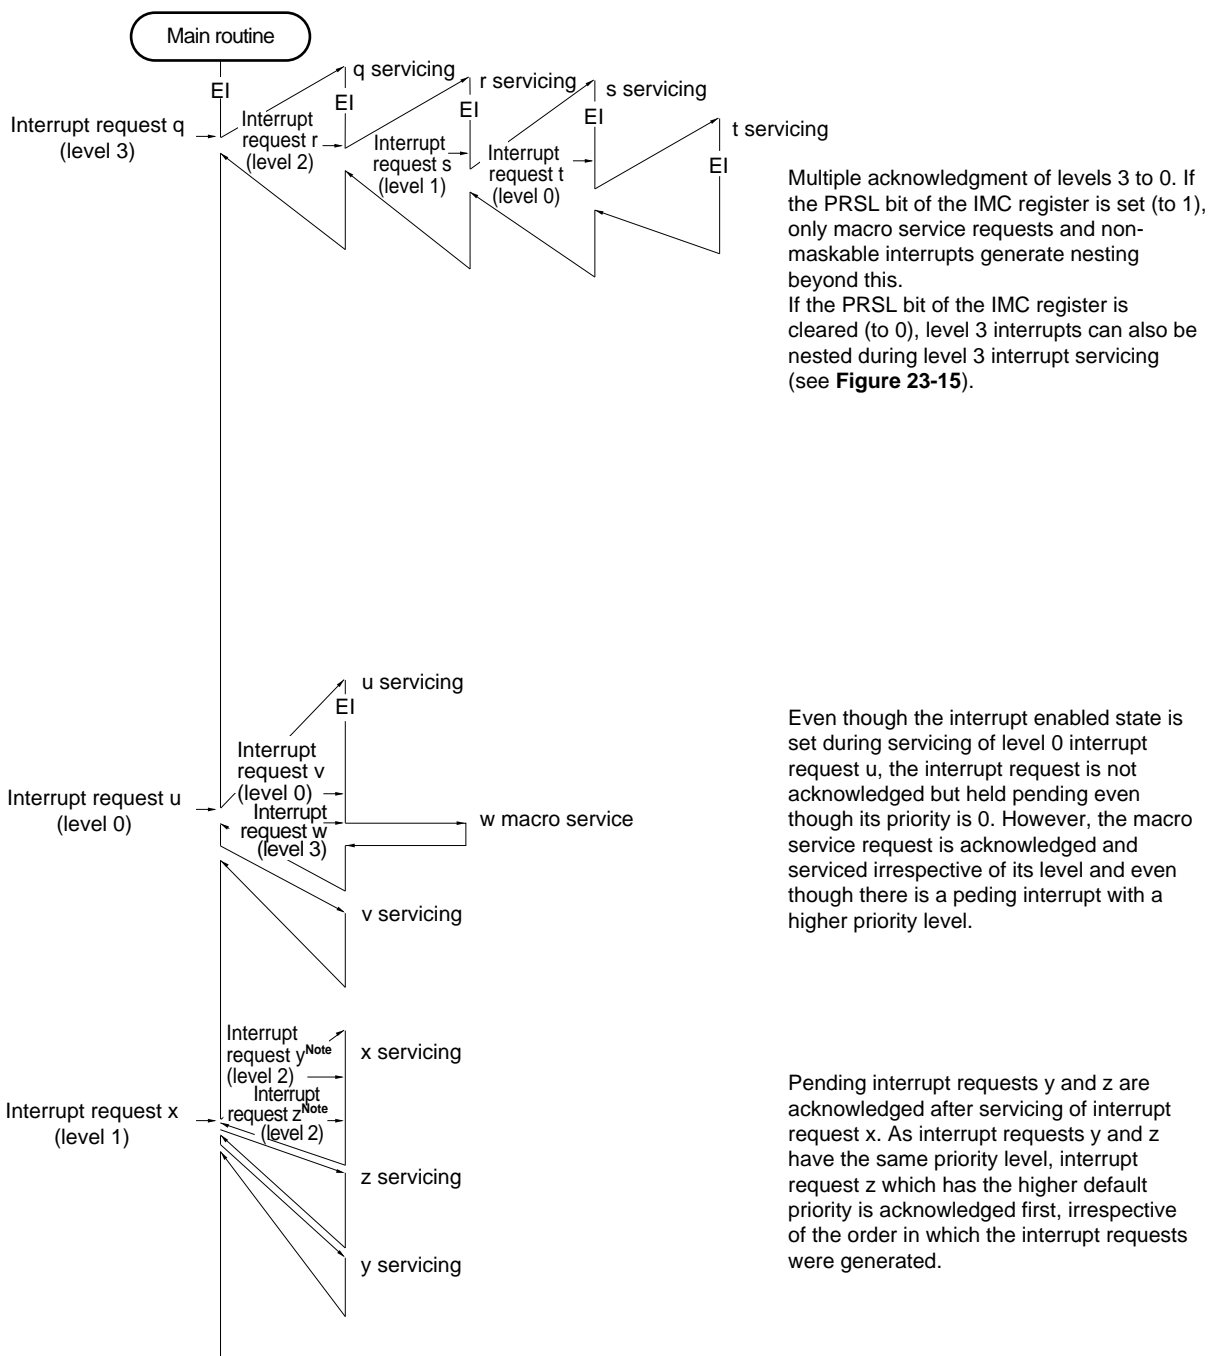 Main routine
EI
q servicing
r servicing
s servicing
t servicing
EI
EI
EI
EI
Interrupt request q
(level 3)
Interrupt
request r
(level 2)
Interrupt
request s
(level 1)
Interrupt
request t
(level 0)
Multiple acknowledgment of levels 3 to 0. If
the PRSL bit of the IMC register is set (to 1),
only macro service requests and non-
maskable interrupts generate nesting
beyond this.
If the PRSL bit of the IMC register is
cleared (to 0), level 3 interrupts can also be
nested during level 3 interrupt servicing
(see Figure 23-15).
u servicing
EI
Interrupt request u
(level 0)
Interrupt
request v
(level 0)
Interrupt
request w
(level 3)
w macro service
v servicing
Even though the interrupt enabled state is
set during servicing of level 0 interrupt
request u, the interrupt request is not
acknowledged but held pending even
though its priority is 0. However, the macro
service request is acknowledged and
serviced irrespective of its level and even
though there is a peding interrupt with a
higher priority level.
Interrupt request x
(level 1)
Interrupt
request yNote
(level 2)
Interrupt
request zNote
(level 2)
x servicing
z servicing
y servicing
Pending interrupt requests y and z are
acknowledged after servicing of interrupt
request x. As interrupt requests y and z
have the same priority level, interrupt
request z which has the higher default
priority is acknowledged first, irrespective
of the order in which the interrupt requests
were generated.